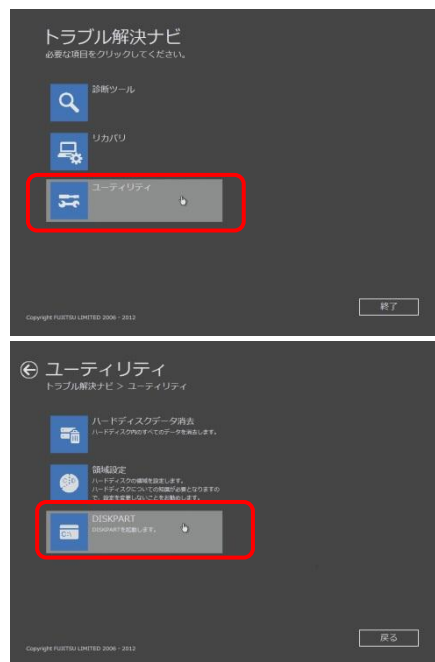 トラブル解決ナビ
必要な項目をクリックしてください。
診断ツール
リカバリ
ユーティリティ
終了
Copyright FUJITSU LIMITED 2006 - 2012
ユーティリティ
トラブル解決ナビ > ユーティリティ
ハードディスクデータ消去
ハードディスク内のすべてのデータを消去します。
領域設定
ハードディスクの領域を設定します。
ハードディスクについての知識が必要となりますの
で、設定を変更しないことをお勧めします。
DISKPART
DISKPARTを起動します。
C:\
戻る
Copyright FUJITSU LIMITED 2006 - 2012